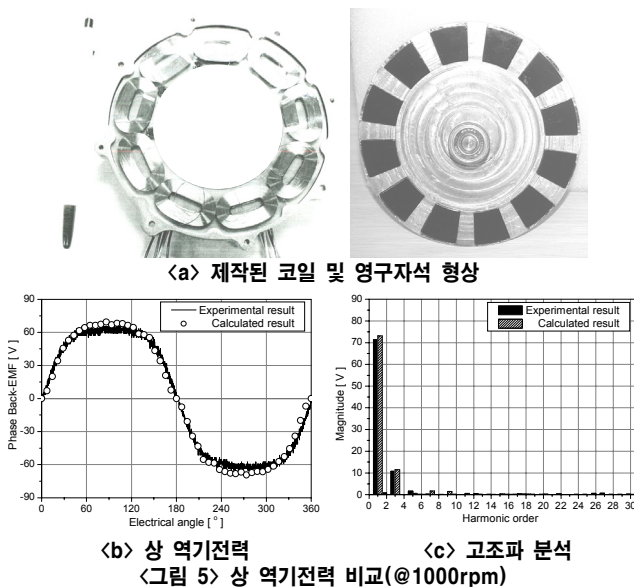 <a> 제작된 코일 및 영구자석 형상
90
60
30
0
-30
-60
-90
Phase Back-EMF [ V ]
Experimental result
Calculated result
0 60 120 180 240 300 360
Electrical angle [ ° ]
90
80
70
60
50
40
30
20
10
0
Magnitude [ V ]
Experimental result
Calculated result
0 2 4 6 8 10 12 14 16 18 20 22 24 26 28 30
Harmonic order
<b> 상 역기전력
<c> 고조파 분석
<그림 5> 상 역기전력 비교(@1000rpm)